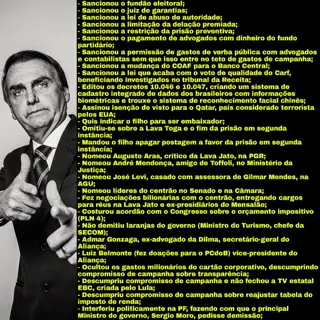 - Sancionou o fundão eleitoral;
- Sancionou o juiz de garantias;
- Sancionou a lei de abuso de autoridade;
- Sancionou a limitação da delação premiada;
- Sancionou a restrição da prisão preventiva;
- Sancionou o pagamento de advogados com dinheiro do fundo
partidário;
- Sancionou a permissão de gastos de verba pública com advogados
e contabilistas sem que isso entre no teto de gastos de campanha;
- Sancionou a mudança do COAF para o Banco Central;
- Sancionou a lei que acaba com o voto de qualidade do Carf,
beneficiando investigados no tribunal da Receita;
- Editou os decretos 10.046 e 10.047, criando um sistema de
cadastro integrado de dados dos brasileiros com informações
biométricas e trouxe o sistema de reconhecimento facial chinês;
- Assinou isenção de visto para o Qatar, país considerado terrorista
pelos EUA;
- Quis indicar o filho para ser embaixador;
- Omitiu-se sobre a Lava Toga e o fim da prisão em segunda
instância;
- Mandou o filho apagar postagem a favor da prisão em segunda
instância;
- Nomeou Augusto Aras, crítico da Lava Jato, na PGR;
- Nomeou André Mendonça, amigo de Toffoli, no Ministério da
Justiça;
- Nomeou José Levi, casado com assessora de Gilmar Mendes, na
AGU;
- Nomeou líderes do centrão no Senado e na Câmara;
- Fez negociações bilionárias com o centrão, entregando cargos
para réus na Lava Jato e ex-presidiários do Mensalão;
- Costurou acordo com o Congresso sobre o orçamento impositivo
(PLN 4);
- Não demitiu laranjas do governo (Ministro do Turismo, chefe da
SECOM);
- Admar Gonzaga, ex-advogado da Dilma, secretário-geral do
Aliança;
- Luiz Belmonte (fez doações para o PCdoB) vice-presidente do
Aliança;
- Ocultou os gastos milionários do cartão corporativo, descumprindo
compromisso de campanha sobre transparência;
- Descumpriu compromisso de campanha e não fechou a TV estatal
EBC, criada pelo Lula;
- Descumpriu compromisso de campanha sobre reajustar tabela do
imposto de renda;
- Interferiu politicamente na PF, fazendo com que o principal
Ministro do governo, Sergio Moro, pedisse demissão;